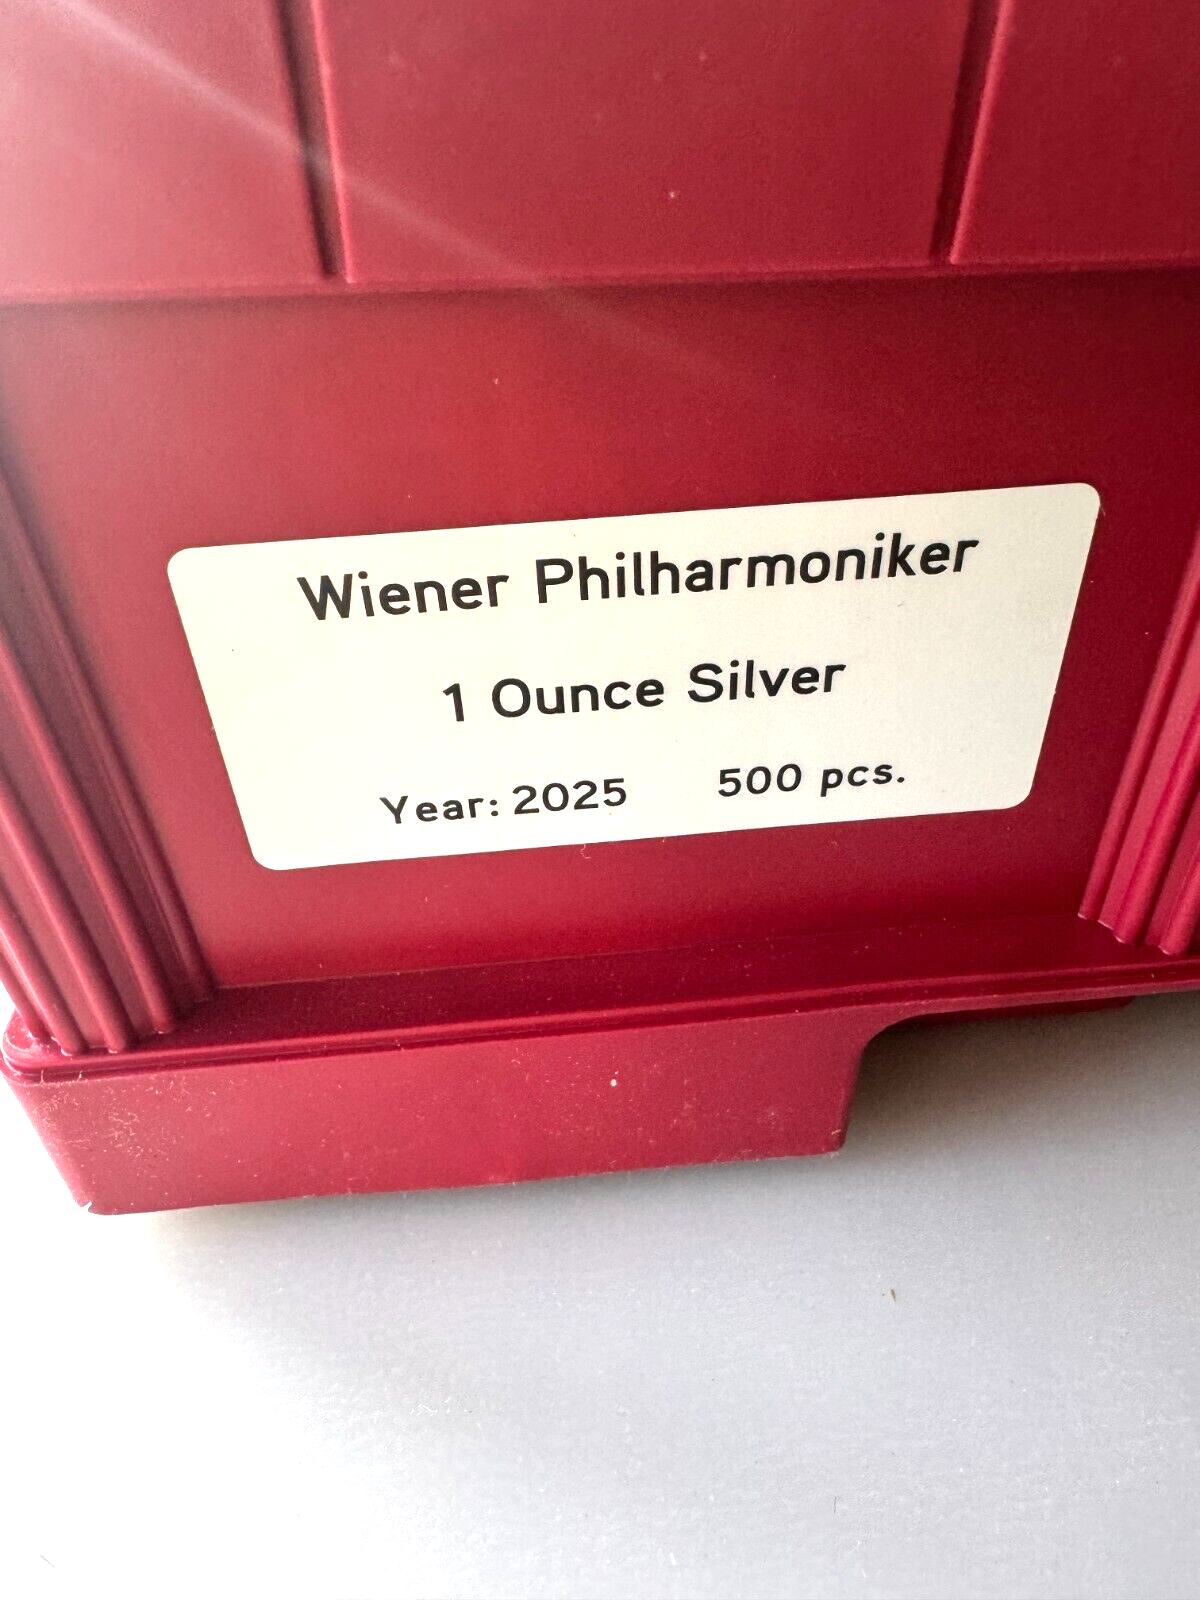 Wiener Philharmoniker
1 Ounce Silver
Year: 2025 500 pcs.